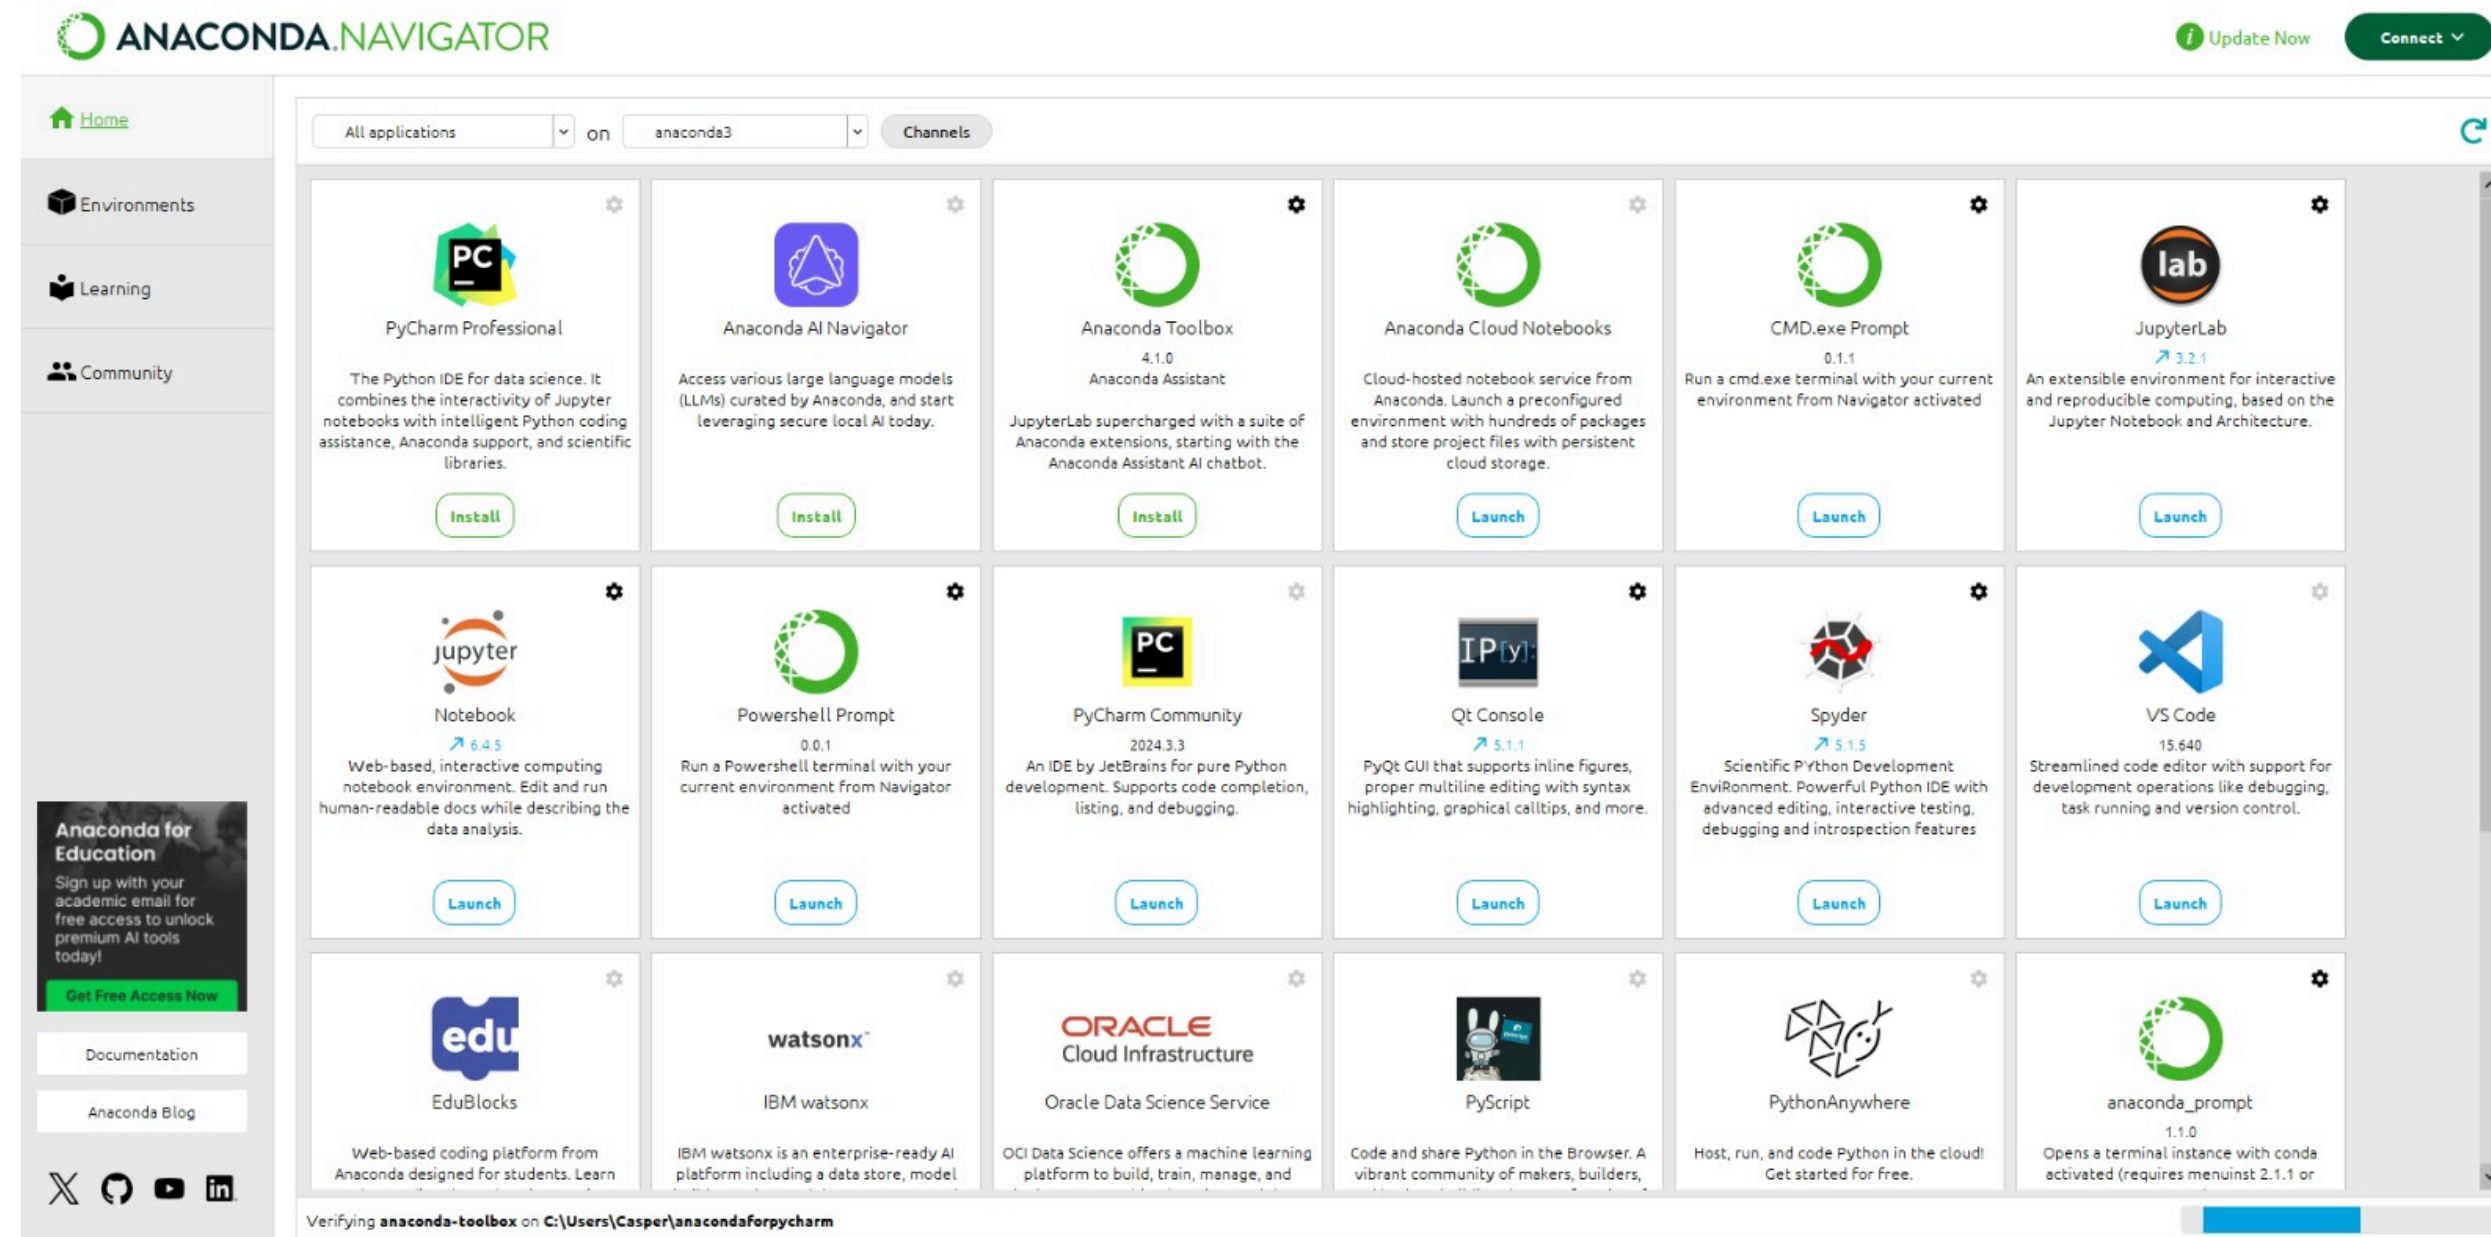 ANACONDA.NAVIGATOR
Update Now
Connect
Home
Environments
Learning
Community
All applications
on
anaconda3
Channels
PC
PyCharm Professional
The Python IDE for data science. It
combines the interactivity of Jupyter
notebooks with intelligent Python coding
assistance, Anaconda support, and scientific
libraries.
Install
Anaconda AI Navigator
Access various large language models
(LLMs) curated by Anaconda, and start
leveraging secure local AI today.
Install
Anaconda Toolbox
4.1.0
Anaconda Assistant
JupyterLab supercharged with a suite of
Anaconda extensions, starting with the
Anaconda Assistant AI chatbot.
Install
Anaconda Cloud Notebooks
Cloud-hosted notebook service from
Anaconda. Launch a preconfigured
environment with hundreds of packages
and store project files with persistent
cloud storage.
Launch
CMD.exe Prompt
0.1.1
Run a cmd.exe terminal with your current
environment from Navigator activated
Launch
lab
JupyterLab
3.2.1
An extensible environment for interactive
and reproducible computing, based on the
Jupyter Notebook and Architecture.
Launch
jupyter
Notebook
6.4.5
Web-based, interactive computing
notebook environment. Edit and run
human-readable docs while describing the
data analysis.
Launch
Powershell Prompt
0.0.1
Run a Powershell terminal with your
current environment from Navigator
activated
Launch
PC
PyCharm Community
2024.3.3
An IDE by JetBrains for pure Python
development. Supports code completion,
listing, and debugging.
Launch
IP[y]:
Qt Console
5.1.1
PyQt GUI that supports inline figures,
proper multiline editing with syntax
highlighting, graphical calltips, and more.
Launch
Spyder
5.1.5
Scientific PYthon Development
EnviRonment. Powerful Python IDE with
advanced editing, interactive testing,
debugging and introspection features
Launch
VS Code
15.640
Streamlined code editor with support for
development operations like debugging,
task running and version control.
Launch
edu
EduBlocks
Web-based coding platform from
Anaconda designed for students. Learn
watsonx™
IBM watsonx
IBM watsonx is an enterprise-ready AI
platform including a data store, model
ORACLE
Cloud Infrastructure
Oracle Data Science Service
OCI Data Science offers a machine learning
platform to build, train, manage, and
PyScript
Code and share Python in the Browser. A
vibrant community of makers, builders,
PythonAnywhere
Host, run, and code Python in the cloud!
Get started for free.
anaconda_prompt
1.1.0
Opens a terminal instance with conda
activated (requires menuinst 2.1.1 or
Anaconda for
Education
Sign up with your
academic email for
free access to unlock
premium AI tools
today!
Get Free Access Now
Documentation
Anaconda Blog
Verifying anaconda-toolbox on C:\Users\Casper\anacondaforpycharm